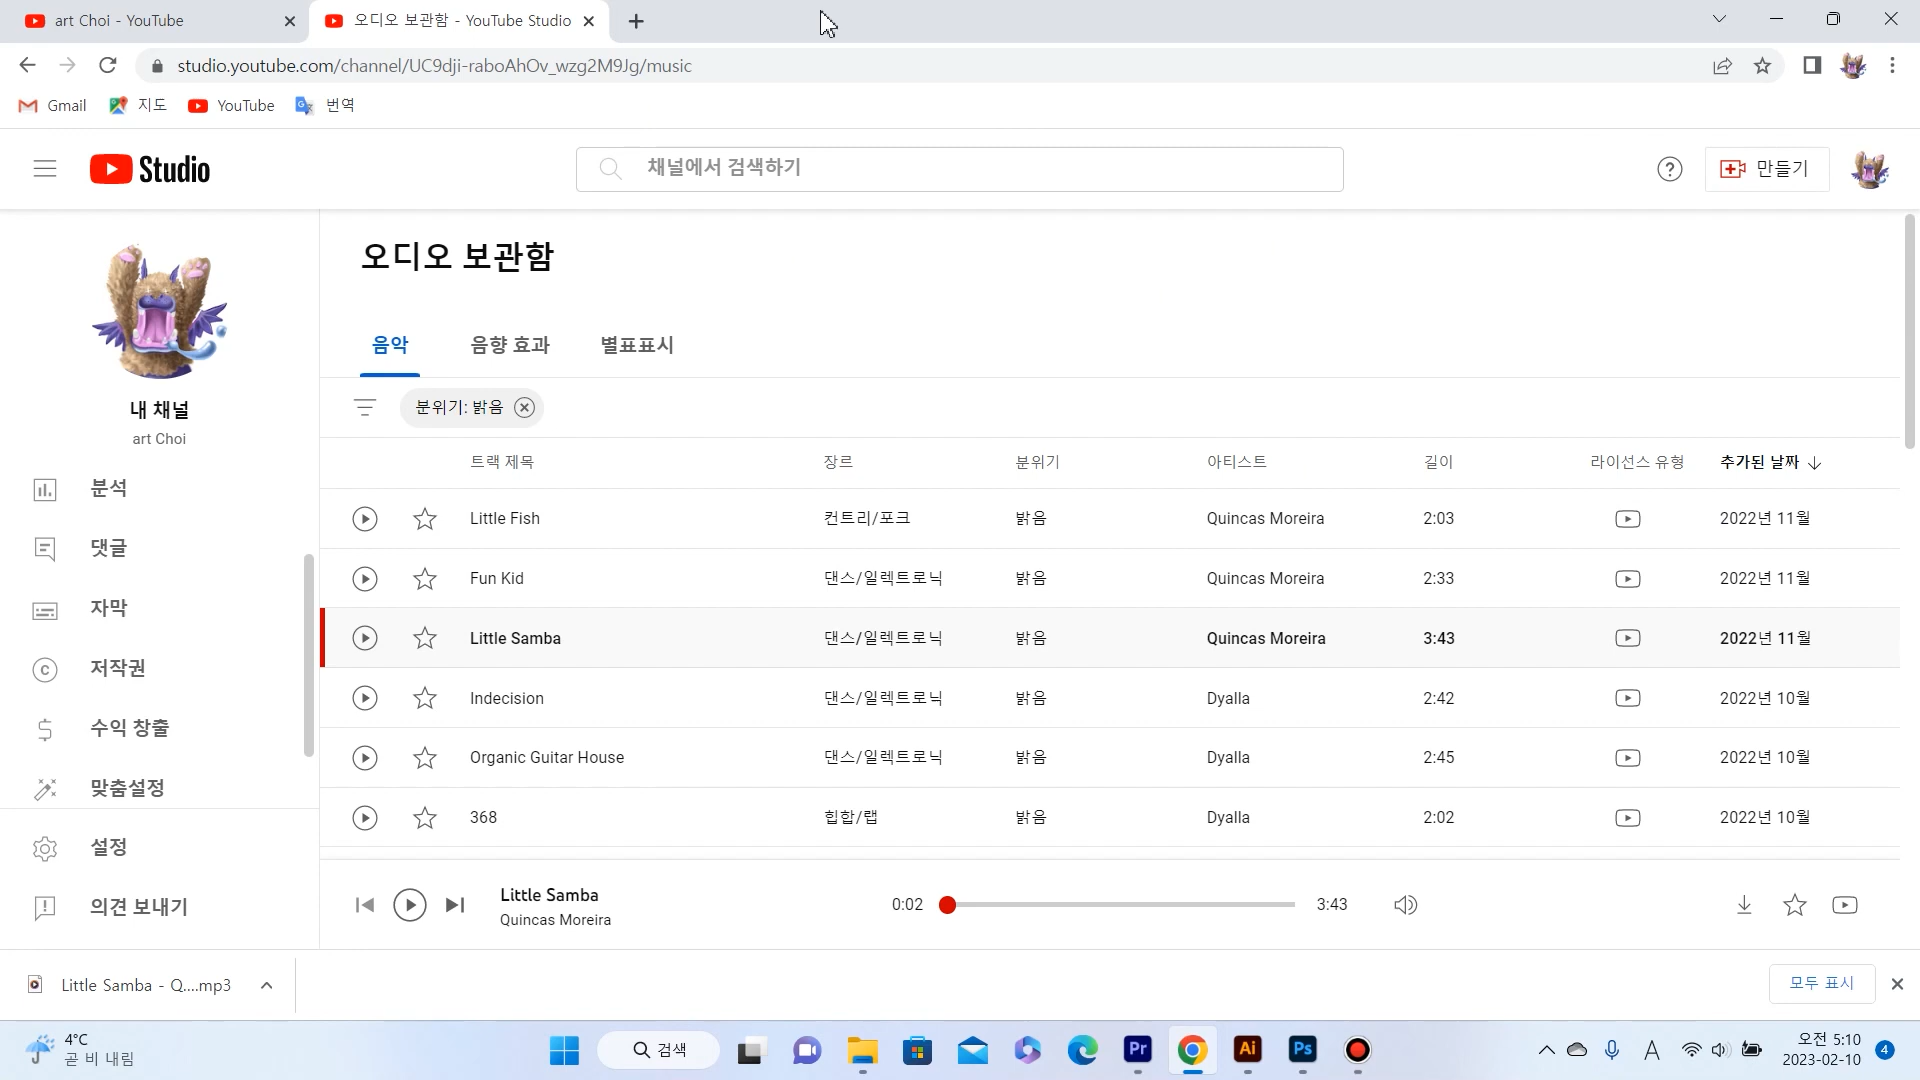 art Choi - YouTube
오디오 보관함 - YouTube Studio
studio.youtube.com/channel/UC9dji-raboAhOv_wzg2M9Jg/music
Gmail
지도
YouTube
번역
Studio
채널에서 검색하기
만들기
내 채널
art Choi
분석
댓글
자막
저작권
수익 창출
맞춤설정
설정
의견 보내기
오디오 보관함
음악 음향 효과 별표표시
분위기: 밝음
트랙 제목 장르 분위기 아티스트 길이 라이선스 유형 추가된 날짜
Little Fish 컨트리/포크 밝음 Quincas Moreira 2:03 2022년 11월
Fun Kid 댄스/일렉트로닉 밝음 Quincas Moreira 2:33 2022년 11월
Little Samba 댄스/일렉트로닉 밝음 Quincas Moreira 3:43 2022년 11월
Indecision 댄스/일렉트로닉 밝음 Dyalla 2:42 2022년 10월
Organic Guitar House 댄스/일렉트로닉 밝음 Dyalla 2:45 2022년 10월
368 힙합/랩 밝음 Dyalla 2:02 2022년 10월
Little Samba
Quincas Moreira
0:02 3:43
Little Samba - Q....mp3
모두 표시
4°C
곧 비 내림
검색
Pr
Ai
Ps
A
오전 5:10
2023-02-10
4